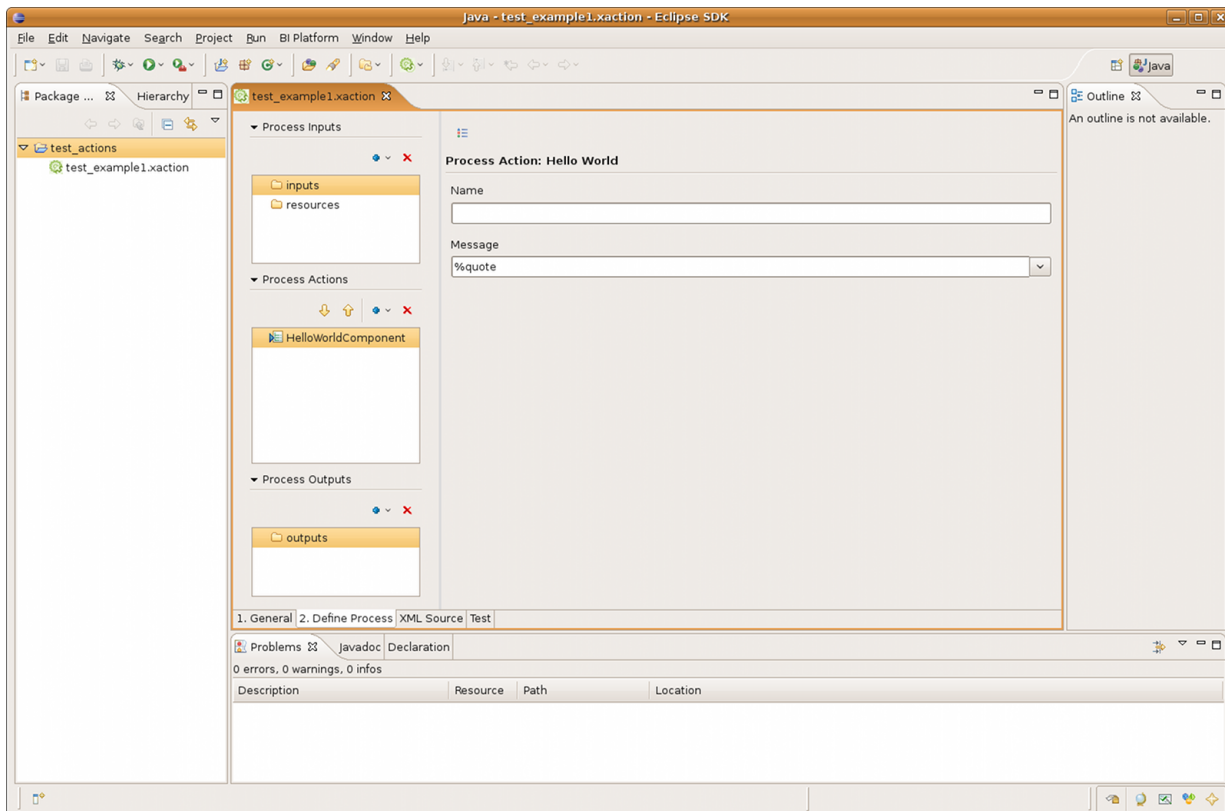 Java - test_example1.xaction - Eclipse SDK
File Edit Navigate Search Project Run BI Platform Window Help
Java
Package ... Hierarchy
test_actions
test_example1.xaction
test_example1.xaction
Process Inputs
inputs
resources
Process Actions
HelloWorldComponent
Process Outputs
outputs
Process Action: Hello World
Name
Message
%quote
1. General 2. Define Process XML Source Test
Outline
An outline is not available.
Problems Javadoc Declaration
0 errors, 0 warnings, 0 infos
Description Resource Path Location